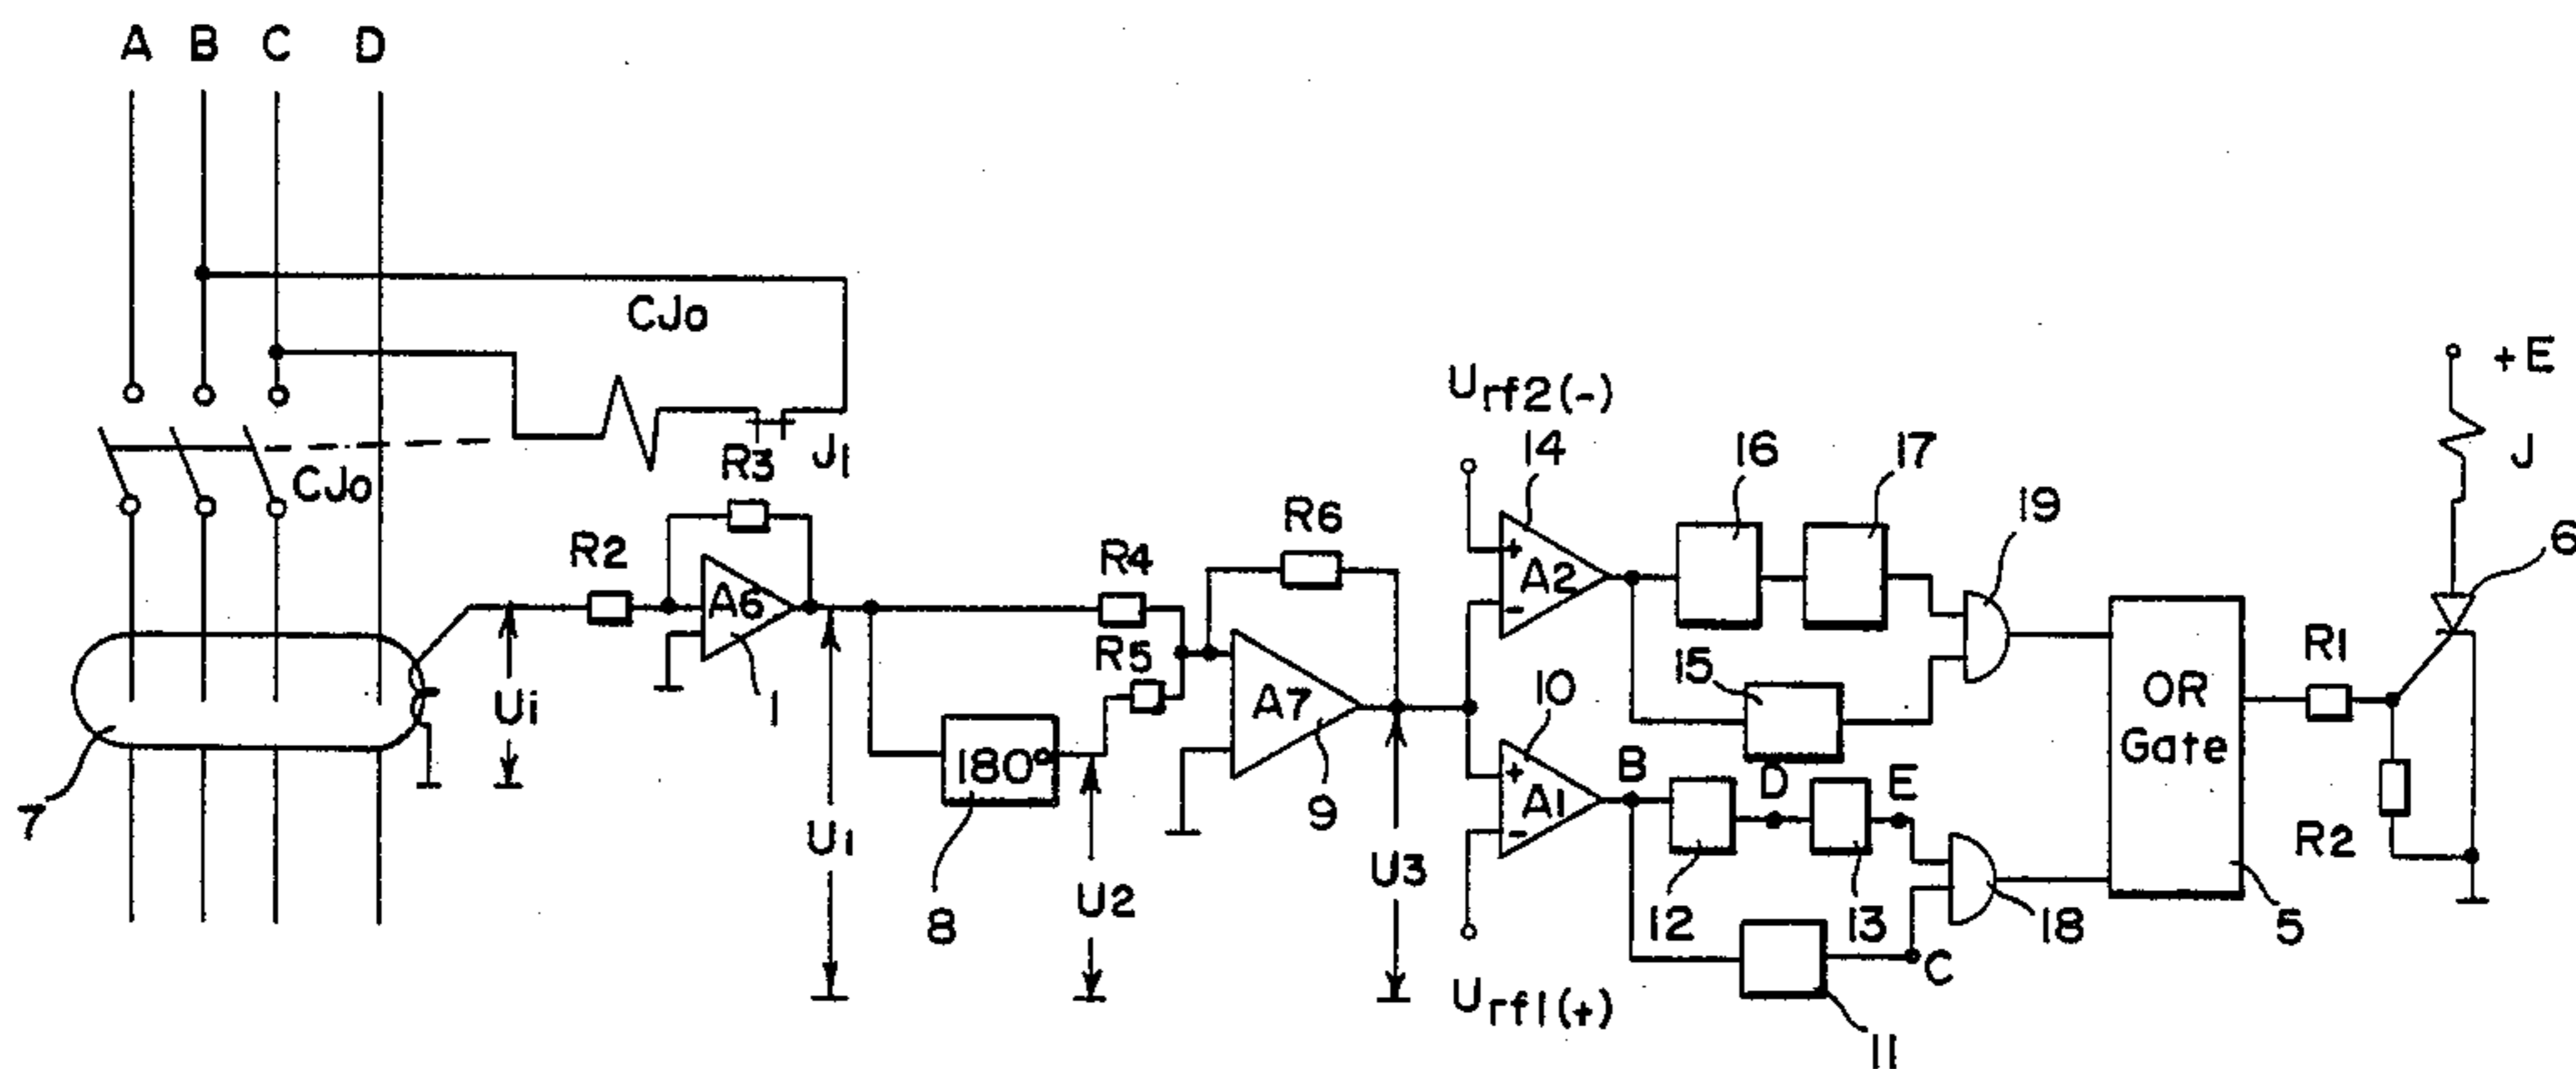 A B C D
CJo
+E
Urf2(-)
J
R3 J1
14 16 17
CJo
R6
19
R2
R4
6
A6
A2
R5
R1
15
Ui
1
10
OR
Gate
A7
180°
B D E
A1
7
9
R2
U1
U3
U2
8
12 13 18 5
C
Urf1(+)
11